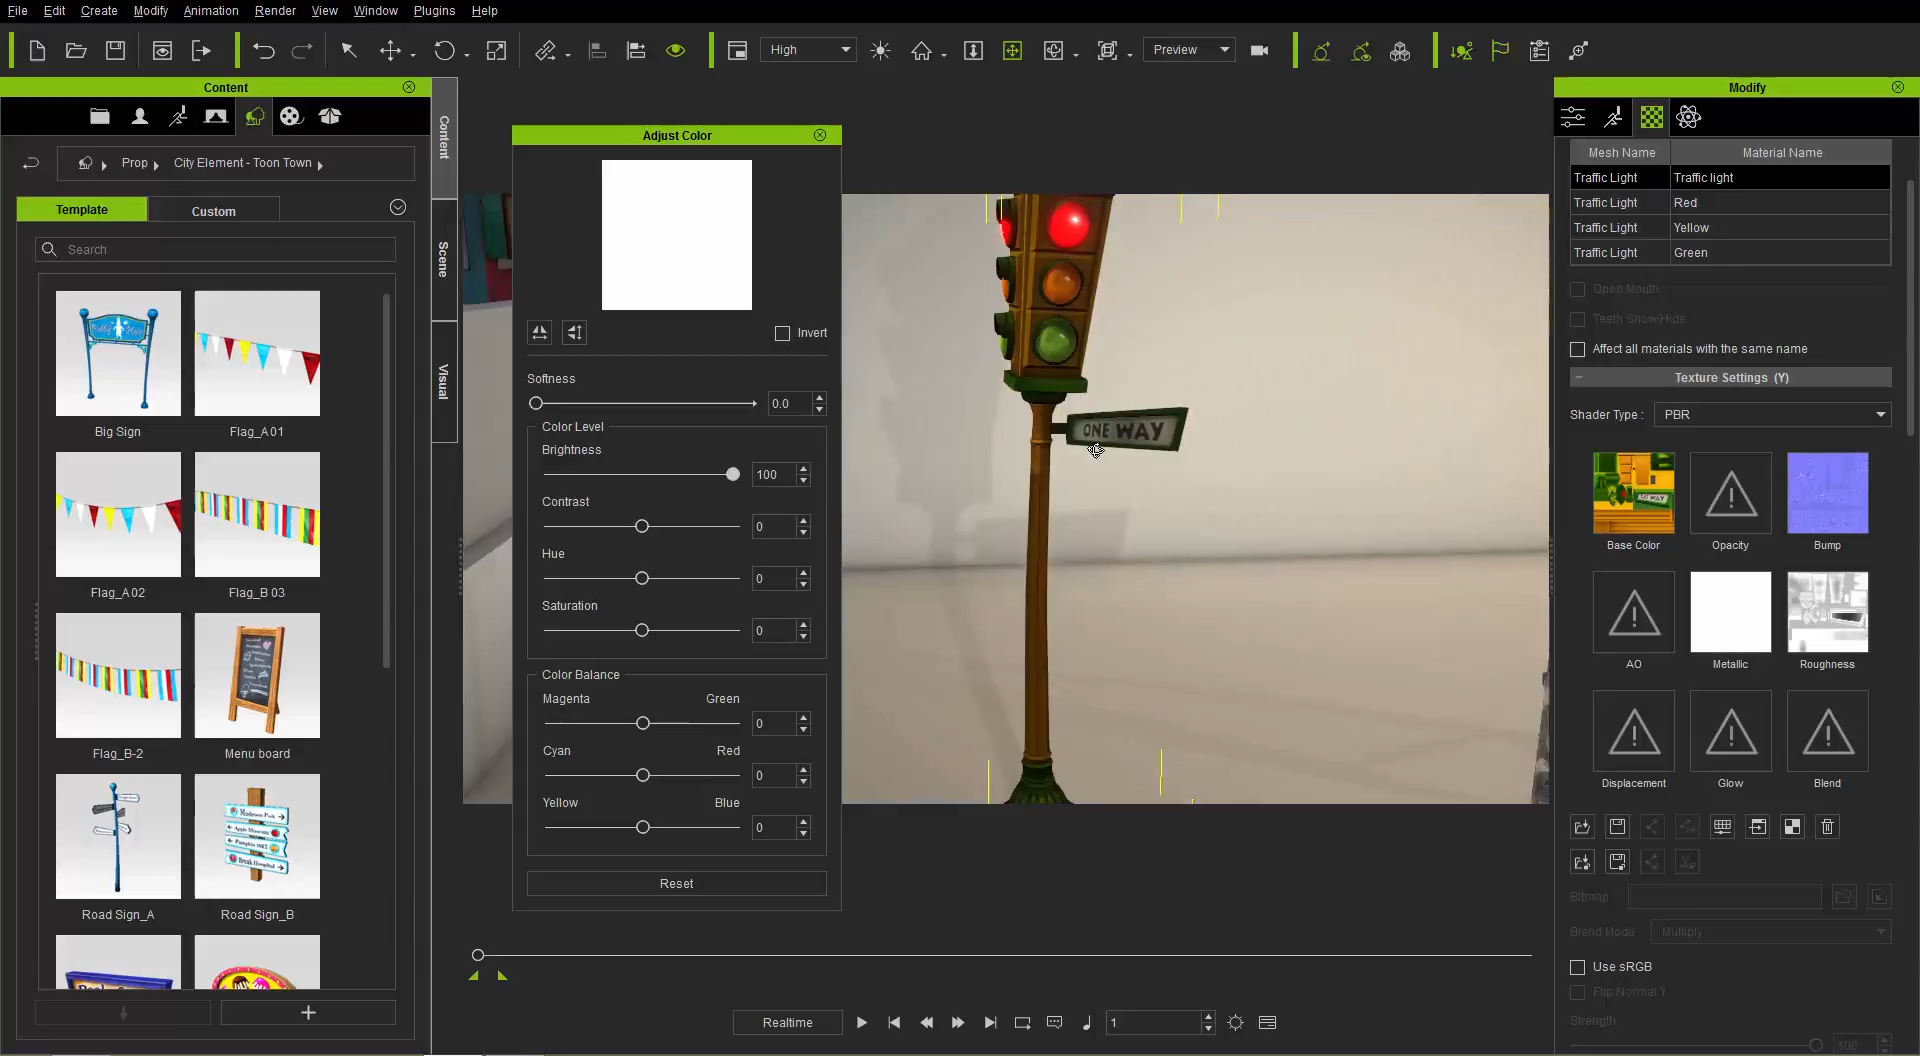 File Edit Create Modify Animation Render View Window Plugins Help
High
Preview
Content
Prop
City Element - Toon Town
Template
Custom
Search
Big Sign
Flag_A01
Flag_A02
Flag_B 03
Flag_B-2
Menu board
Road Sign_A
Road Sign_B
Content
Scene
Visual
Adjust Color
Invert
Softness
0.0
Color Level
Brightness
100
Contrast
0
Hue
0
Saturation
0
Color Balance
Magenta Green
0
Cyan Red
0
Yellow Blue
0
Reset
ONE WAY
Realtime
1
Modify
Mesh Name Material Name
Traffic Light Traffic light
Traffic Light Red
Traffic Light Yellow
Traffic Light Green
Open Mouth
Teeth Show/Hide
Affect all materials with the same name
Texture Settings (Y)
Shader Type : PBR
Base Color Opacity Bump
AO Metallic Roughness
Displacement Glow Blend
Bitmap
Blend Mode Multiply
Use sRGB
Flip Normal Y
Strength
100